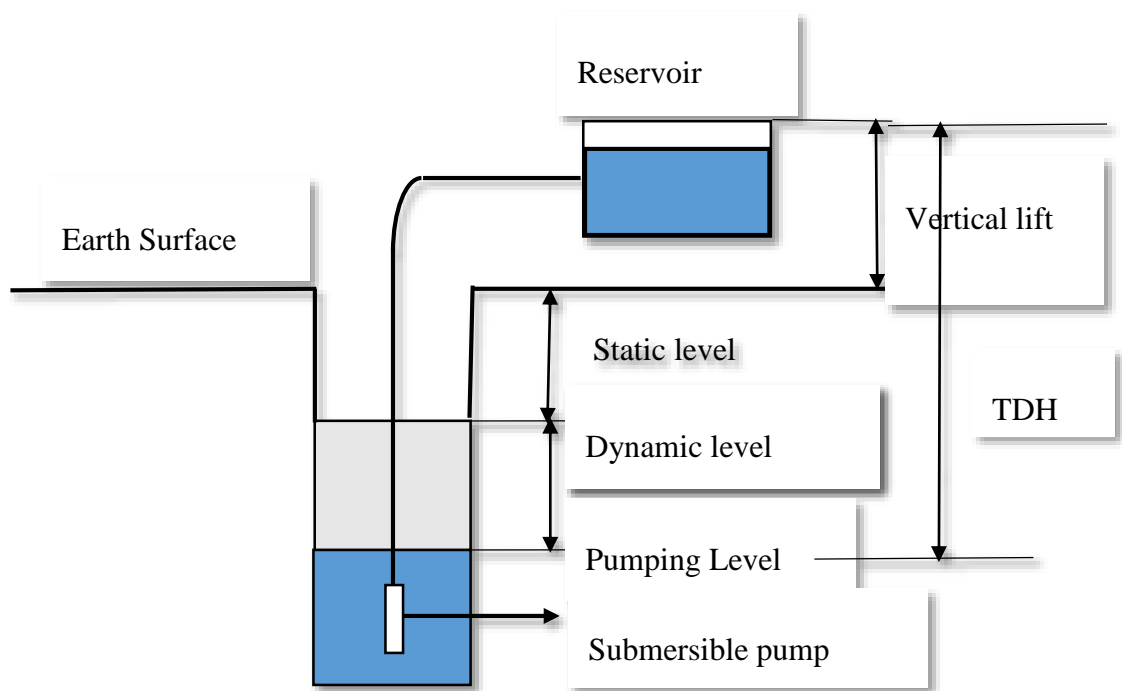 Reservoir
Earth Surface
Vertical lift
Static level
TDH
Dynamic level
Pumping Level
Submersible pump